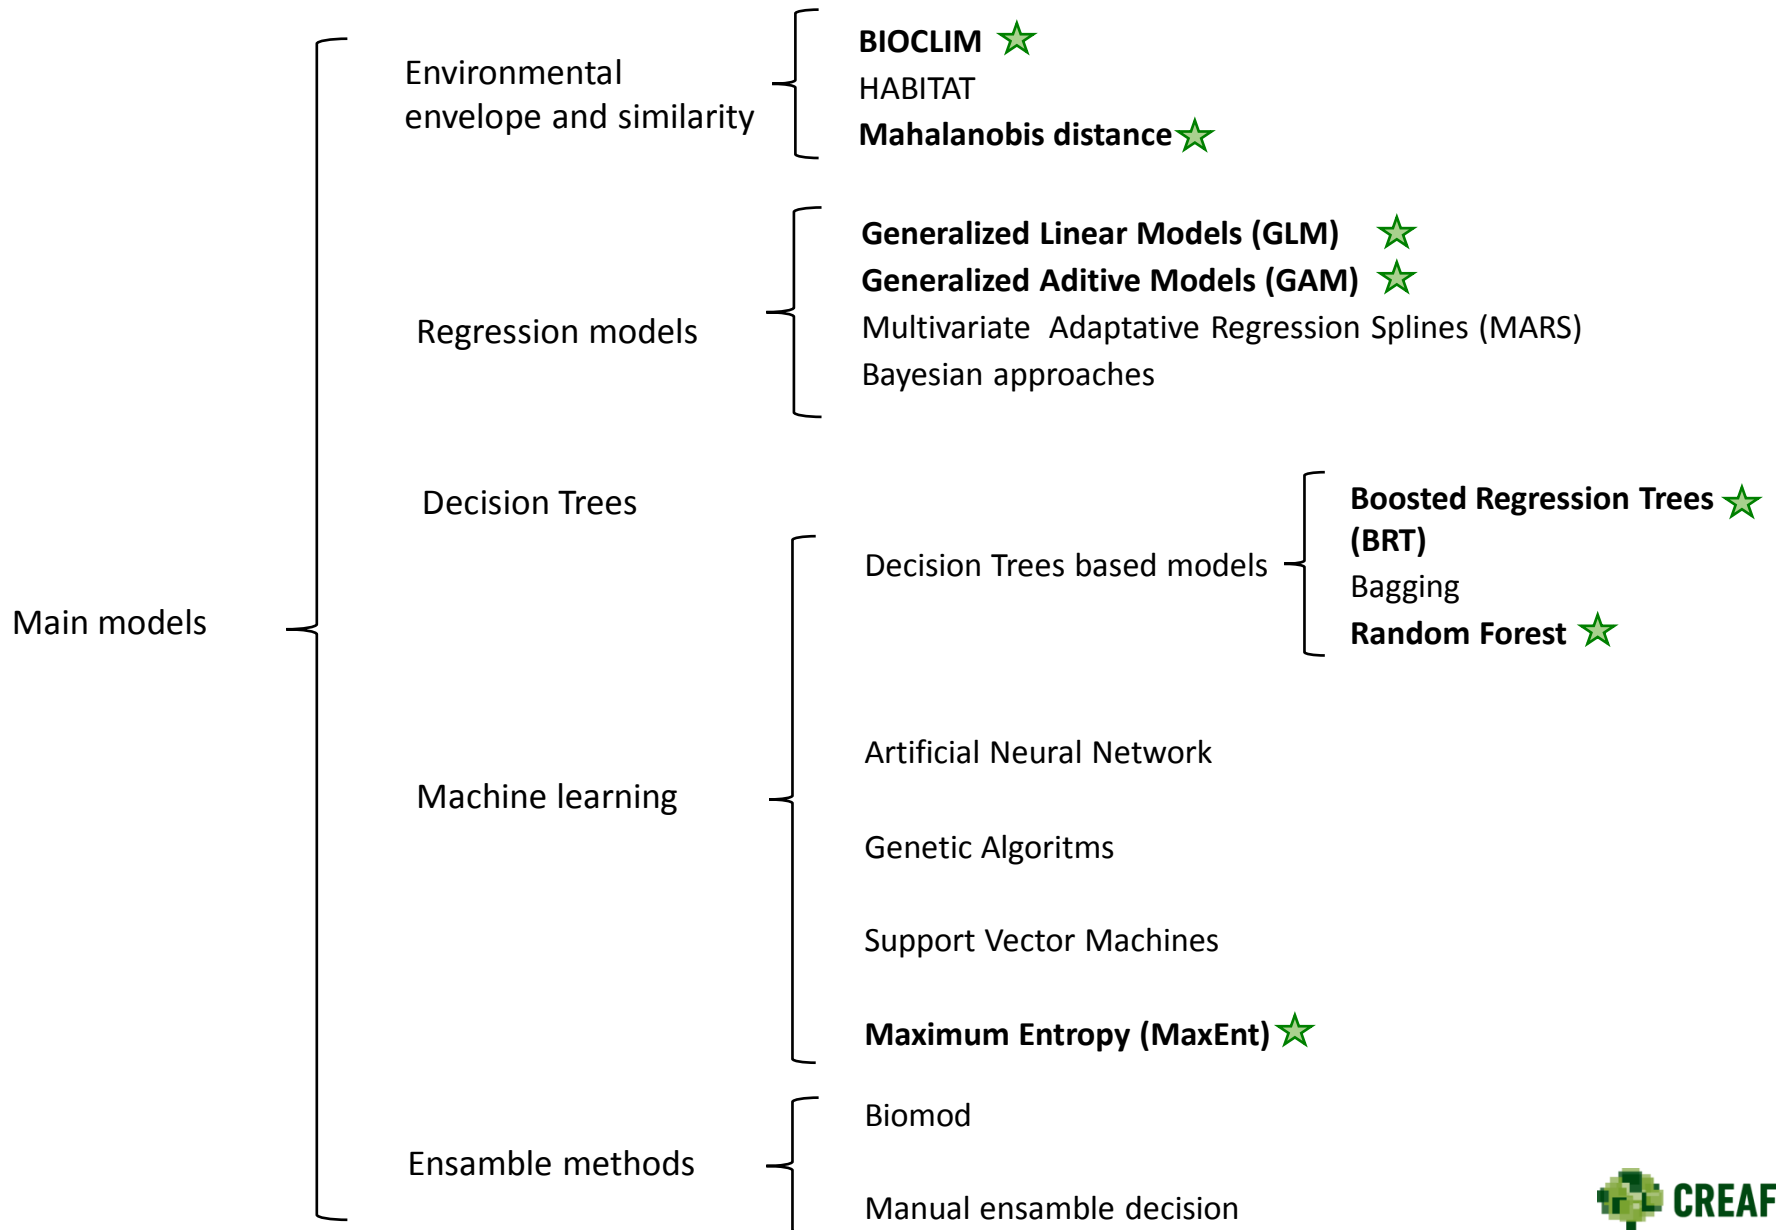 Main models
Environmental
envelope and similarity
BIOCLIM
HABITAT
Mahalanobis distance
Regression models
Generalized Linear Models (GLM)
Generalized Aditive Models (GAM)
Multivariate Adaptative Regression Splines (MARS)
Bayesian approaches
Decision Trees
Machine learning
Decision Trees based models
Boosted Regression Trees
(BRT)
Bagging
Random Forest
Artificial Neural Network
Genetic Algoritms
Support Vector Machines
Maximum Entropy (MaxEnt)
Ensamble methods
Biomod
Manual ensamble decision
CREAF